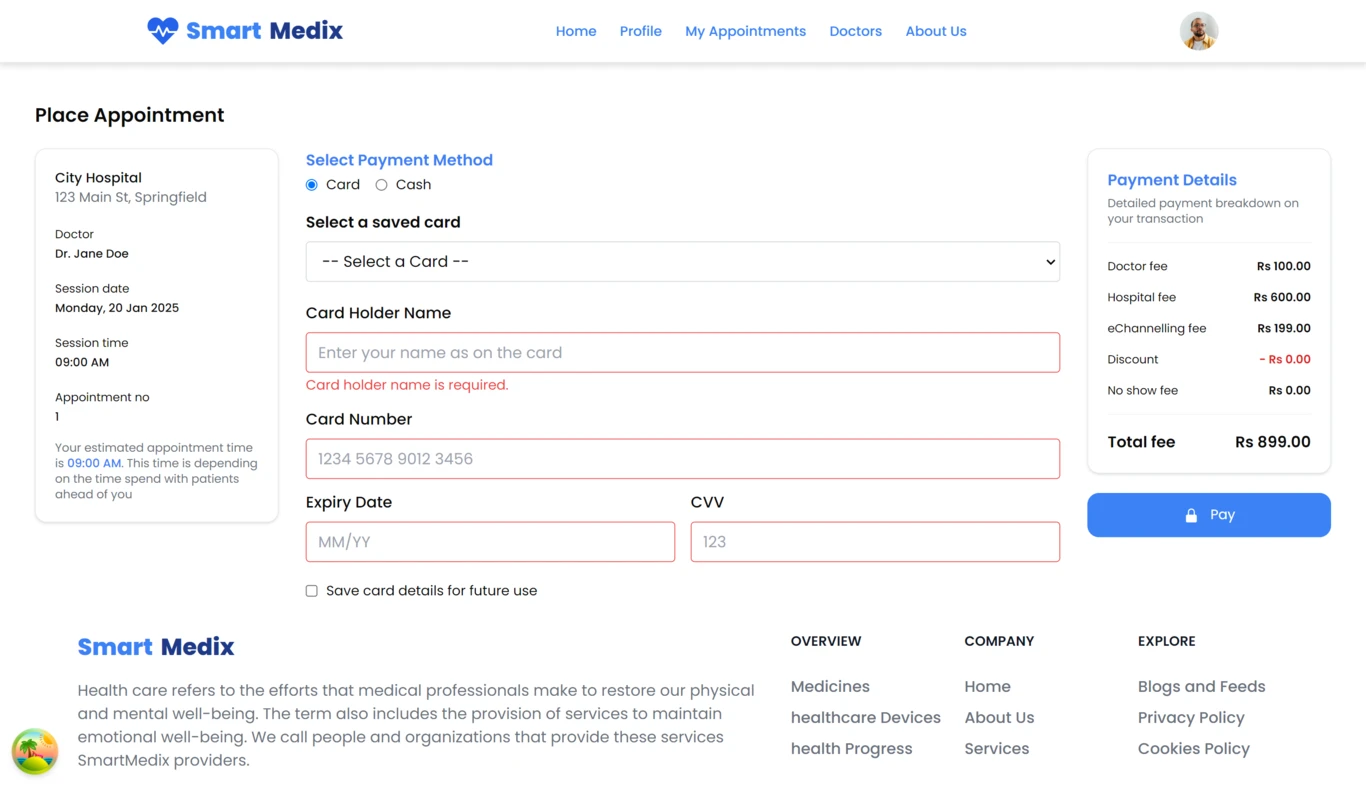 Smart Medix
Home
Profile
My Appointments
Doctors
About Us
Place Appointment
City Hospital
123 Main St, Springfield
Doctor
Dr. Jane Doe
Session date
Monday, 20 Jan 2025
Session time
09:00 AM
Appointment no
1
Your estimated appointment time
is 09:00 AM. This time is depending
on the time spend with patients
ahead of you
Select Payment Method
Card
Cash
Select a saved card
-- Select a Card --
Card Holder Name
Enter your name as on the card
Card holder name is required.
Card Number
1234 5678 9012 3456
Expiry Date
MM/YY
CVV
123
Save card details for future use
Payment Details
Detailed payment breakdown on
your transaction
Doctor fee Rs 100.00
Hospital fee Rs 600.00
eChannelling fee Rs 199.00
Discount - Rs 0.00
No show fee Rs 0.00
Total fee Rs 899.00
Pay
Smart Medix
Health care refers to the efforts that medical professionals make to restore our physical
and mental well-being. The term also includes the provision of services to maintain
emotional well-being. We call people and organizations that provide these services
SmartMedix providers.
OVERVIEW
Medicines
healthcare Devices
health Progress
COMPANY
Home
About Us
Services
EXPLORE
Blogs and Feeds
Privacy Policy
Cookies Policy